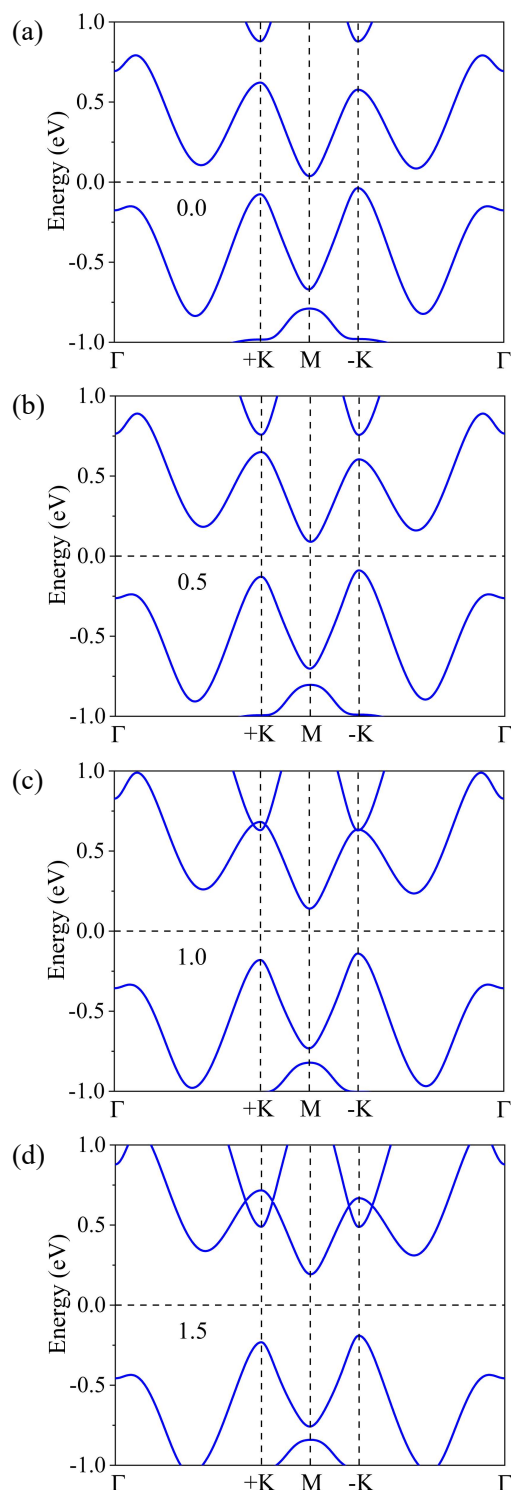 (a)
1.0
0.5
0.0
-0.5
-1.0
Energy (eV)
0.0
Γ +K M -K Γ
(b)
1.0
0.5
0.0
-0.5
-1.0
Energy (eV)
0.5
Γ +K M -K Γ
(c)
1.0
0.5
0.0
-0.5
-1.0
Energy (eV)
1.0
Γ +K M -K Γ
(d)
1.0
0.5
0.0
-0.5
-1.0
Energy (eV)
1.5
Γ +K M -K Γ